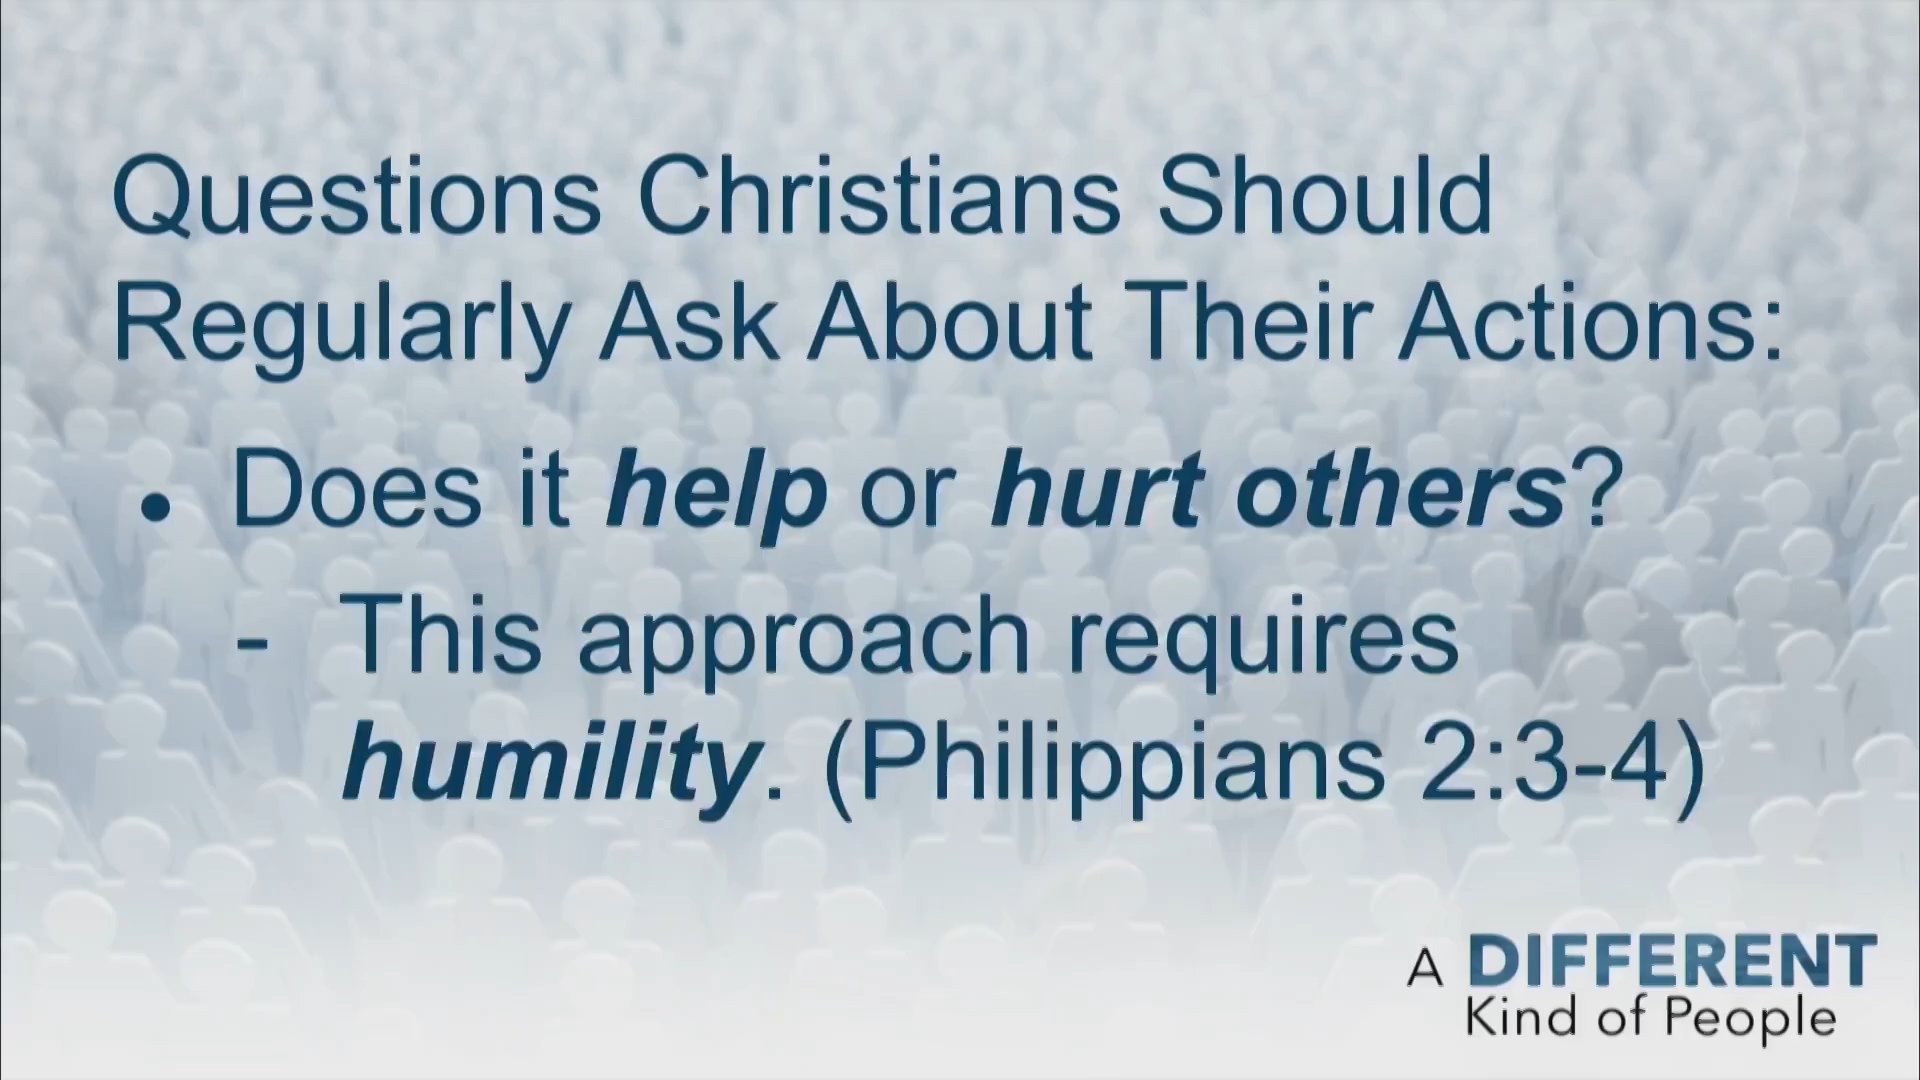 Questions Christians Should
Regularly Ask About Their Actions:
• Does it help or hurt others?
- This approach requires
humility. (Philippians 2:3-4)
A DIFFERENT
Kind of People